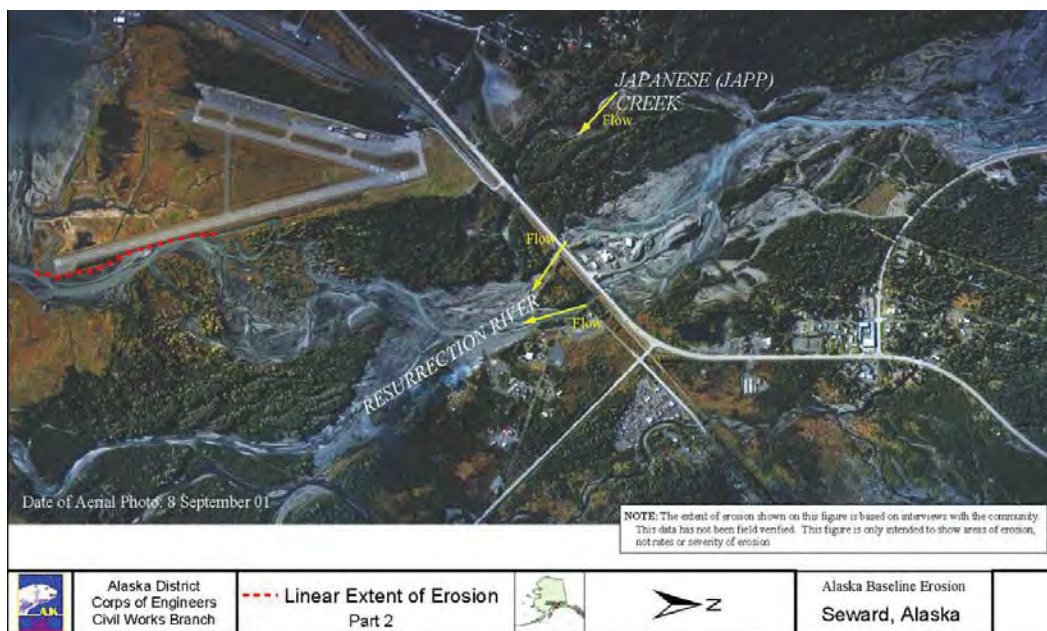 JAPANESE (JAPP)
CREEK
Flow
Flow
Flow
RESURRECTION RIVER
Date of Aerial Photo: 8 September 01
NOTE: The extent of erosion shown on this figure is based on interviews with the community.
This data has not been field verified. This figure is only intended to show areas of erosion,
not rates or severity of erosion
Alaska District
Corps of Engineers
Civil Works Branch
Linear Extent of Erosion
Part 2
N
Alaska Baseline Erosion
Seward, Alaska